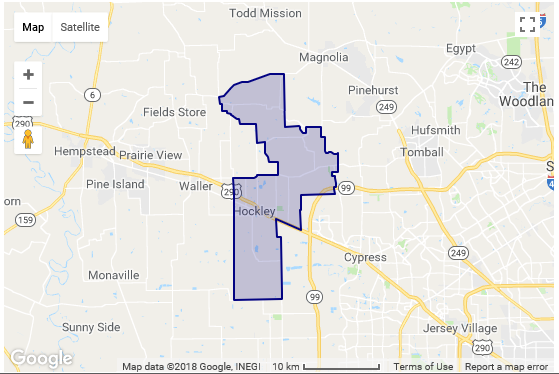 Todd Mission
Map
Satellite
Egypt
Magnolia
242
Pinehurst
The
Woodlan
6
249
Fields Store
290
Hufsmith
Hempstead
Prairie View
Tomball
Pine Island
Waller
290
99
orn
Hockley
159
Cypress
249
Monaville
99
Sunny Side
Jersey Village
290
Google
Map data ©2018 Google, INEGI
10 km
Terms of Use
Report a map error